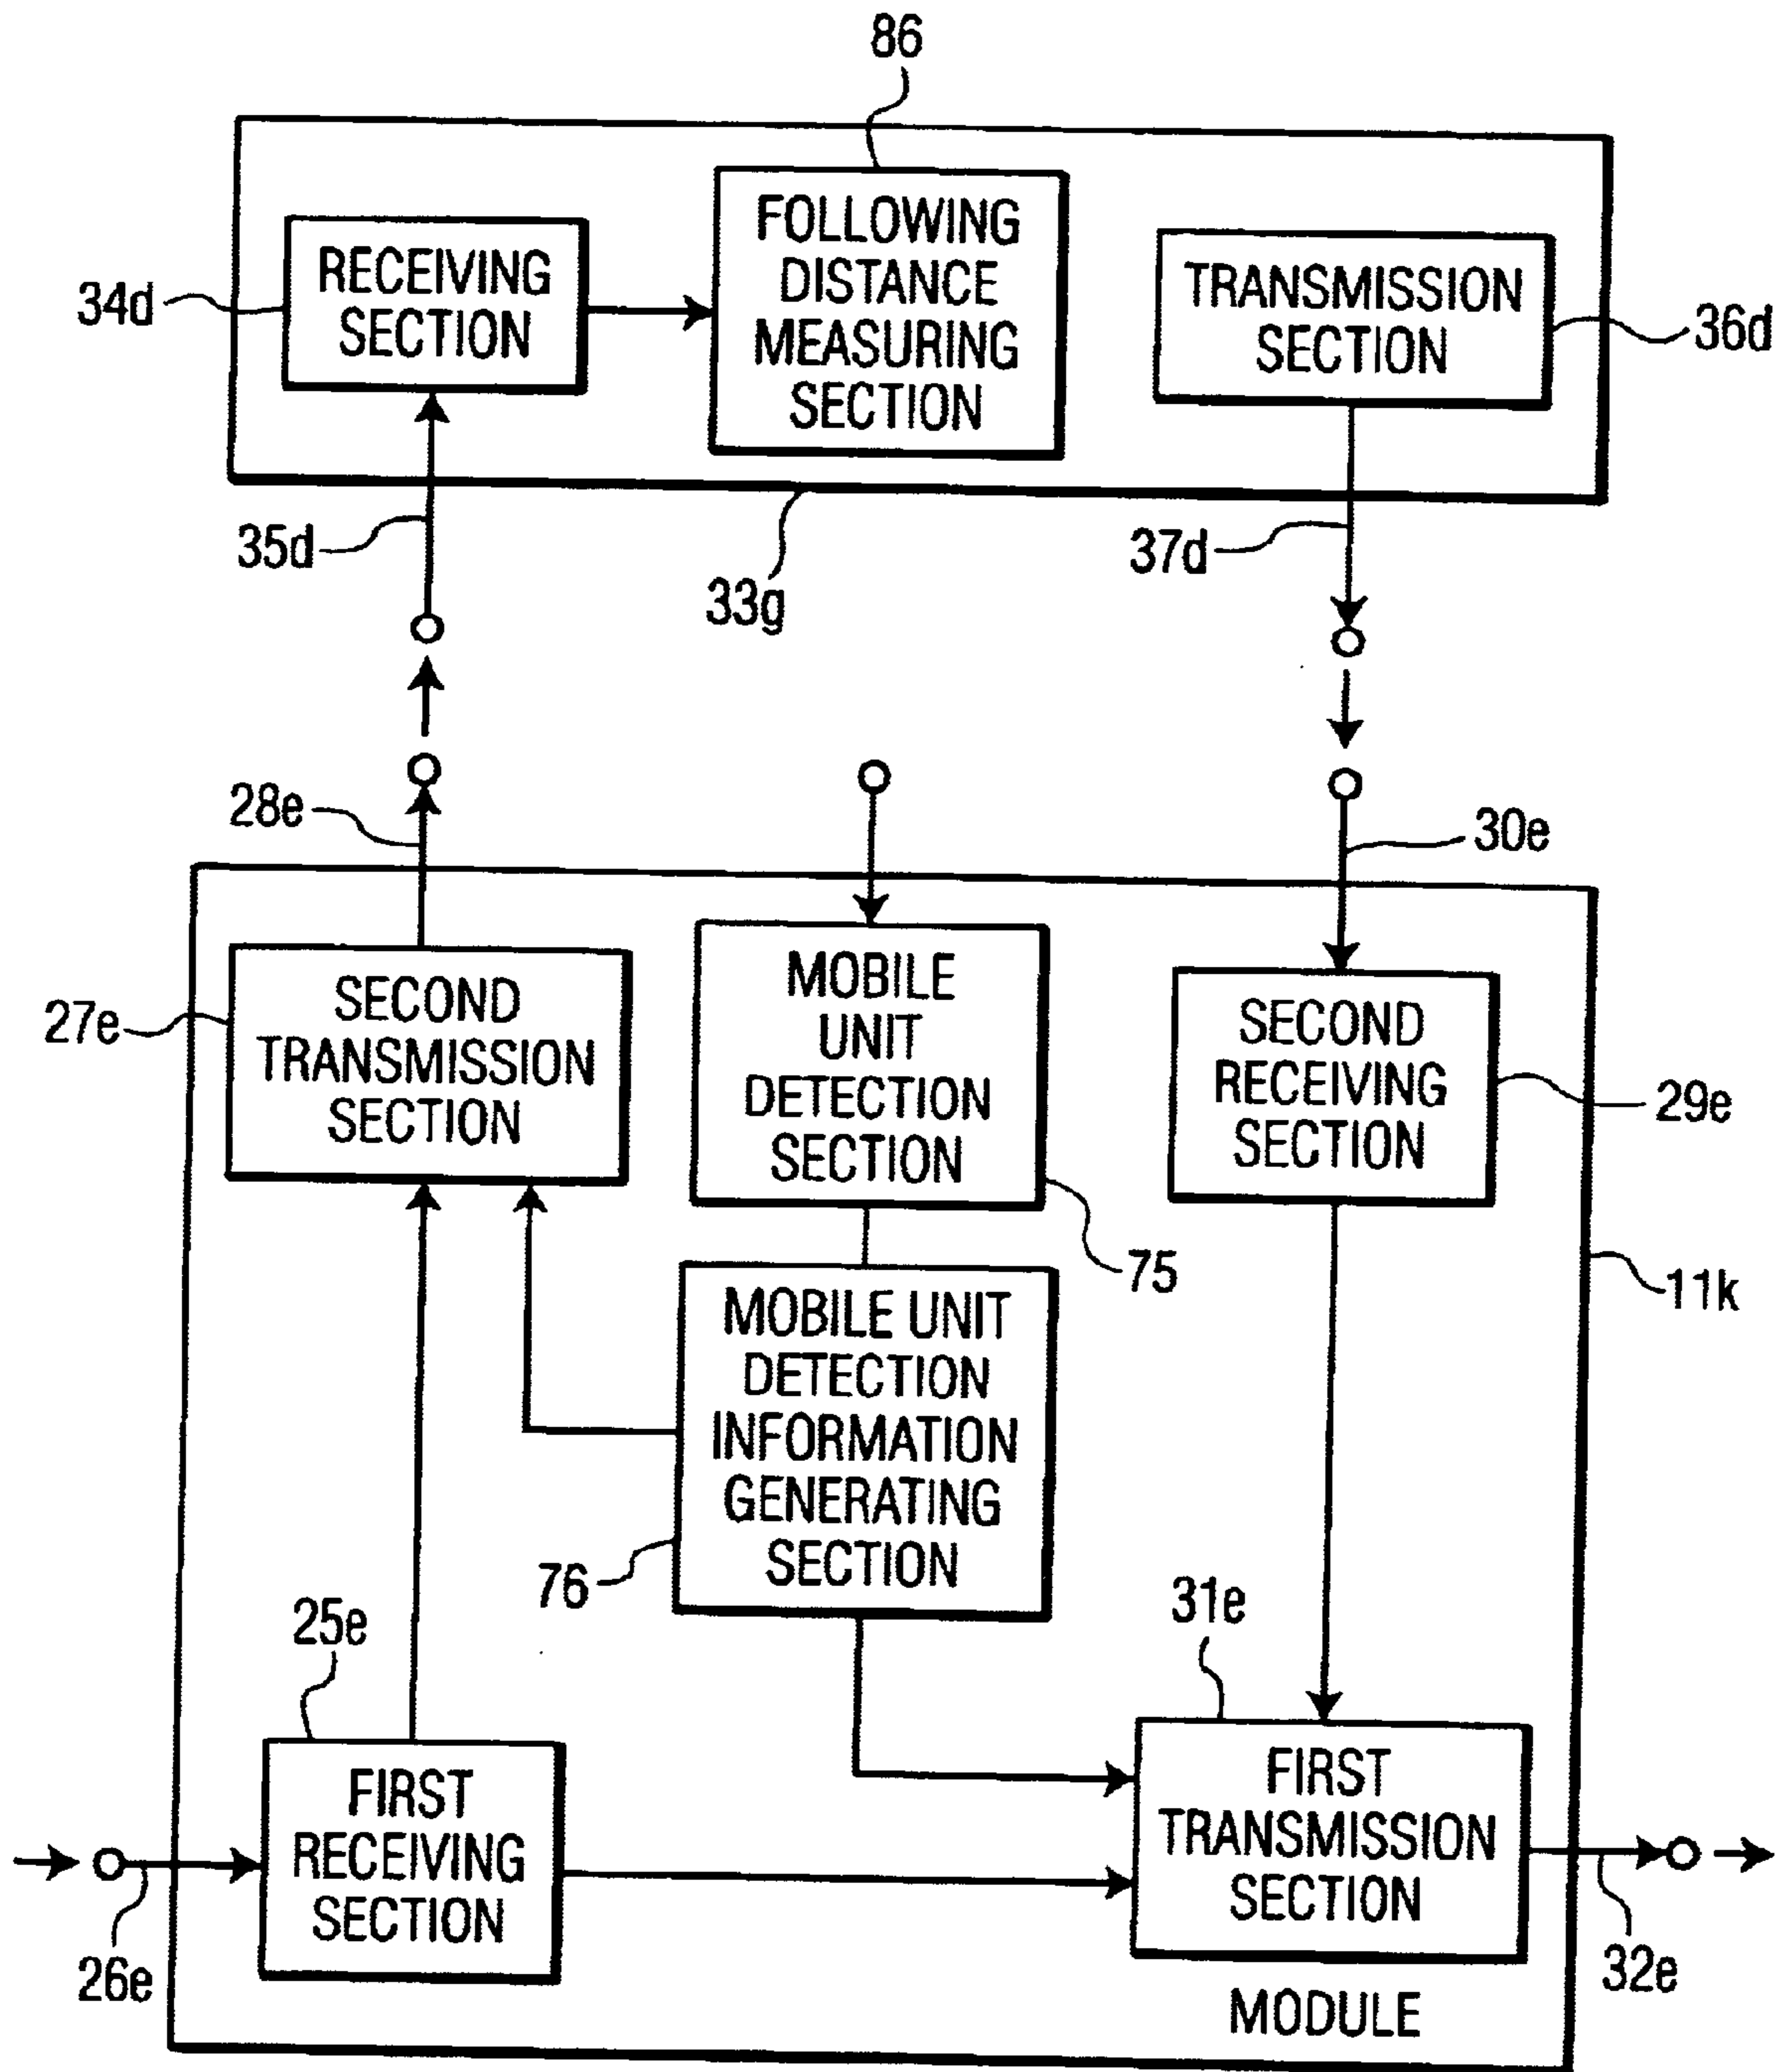 86
FOLLOWING
DISTANCE
MEASURING
SECTION
RECEIVING
SECTION
TRANSMISSION
SECTION
34d
36d
35d
37d
33g
28e
30e
SECOND
TRANSMISSION
SECTION
27e
MOBILE
UNIT
DETECTION
SECTION
SECOND
RECEIVING
SECTION
29e
75
11k
MOBILE UNIT
DETECTION
INFORMATION
GENERATING
SECTION
76
25e
31e
FIRST
RECEIVING
SECTION
FIRST
TRANSMISSION
SECTION
26e
32e
MODULE